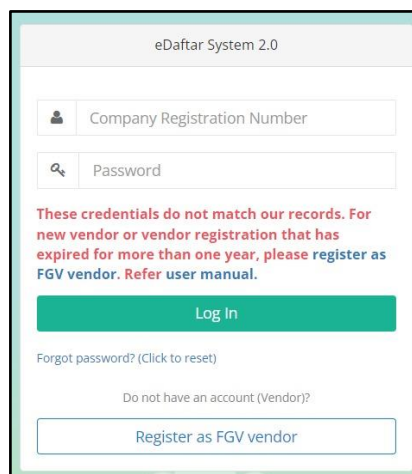 eDaftar System 2.0
Company Registration Number
Password
These credentials do not match our records. For
new vendor or vendor registration that has
expired for more than one year, please register as
FGV vendor. Refer user manual.
Log In
Forgot password? (Click to reset)
Do not have an account (Vendor)?
Register as FGV vendor